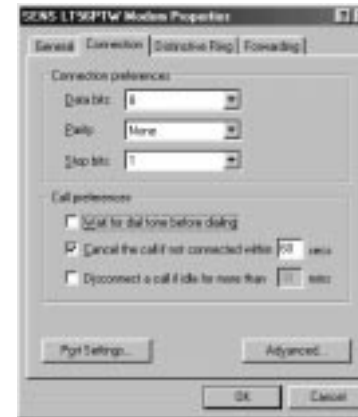 SENS LT56PTW Modem Properties
General Connection Distinctive Ring Forwarding
Connection preferences
Data bits: 8
Parity: None
Stop bits: 1
Call preferences
Wait for dial tone before dialing
Cancel the call if not connected within 60 secs
Disconnect a call if idle for more than mins
Port Settings... Advanced...
OK Cancel